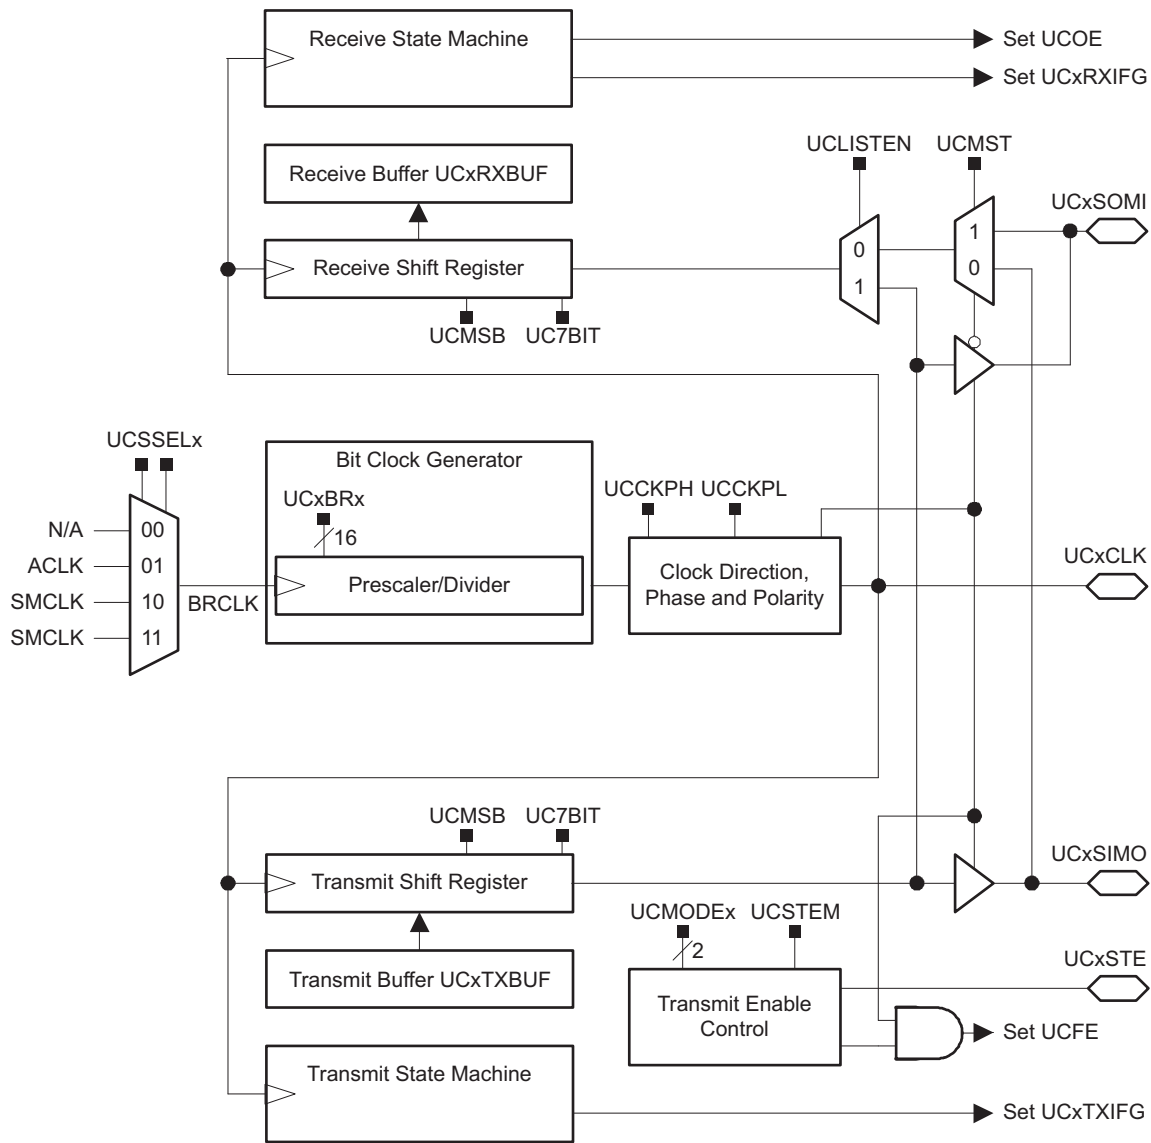 Receive State Machine
Set UCOE
Set UCxRXIFG
UCLISTEN
UCMST
Receive Buffer UCxRXBUF
UCxSOMI
1
0
0
1
Receive Shift Register
UCMSB
UC7BIT
UCSSELx
Bit Clock Generator
UCxBRx
16
UCCKPH
UCCKPL
N/A
00
ACLK
01
SMCLK
10
SMCLK
11
BRCLK
Prescaler/Divider
Clock Direction,
Phase and Polarity
UCxCLK
UCMSB
UC7BIT
Transmit Shift Register
UCxSIMO
UCMODEx
UCSTEM
2
Transmit Buffer UCxTXBUF
UCxSTE
Transmit Enable
Control
Set UCFE
Transmit State Machine
Set UCxTXIFG